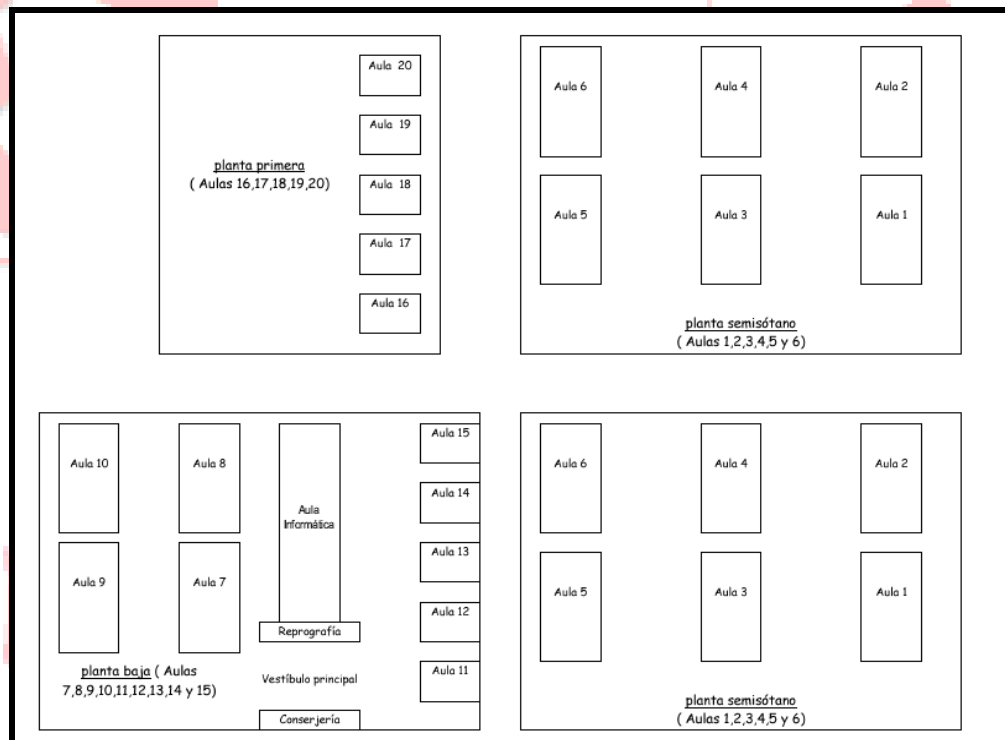 Aula 20
Aula 19
planta primera
( Aulas 16,17,18,19,20)
Aula 18
Aula 17
Aula 16
Aula 6
Aula 4
Aula 2
Aula 5
Aula 3
Aula 1
planta semisótano
( Aulas 1,2,3,4,5 y 6)
Aula 10
Aula 8
Aula
Informática
Aula 15
Aula 14
Aula 13
Aula 9
Aula 7
Aula 12
Reprografía
planta baja ( Aulas
7,8,9,10,11,12,13,14 y 15)
Vestíbulo principal
Aula 11
Conserjería
Aula 6
Aula 4
Aula 2
Aula 5
Aula 3
Aula 1
planta semisótano
( Aulas 1,2,3,4,5 y 6)